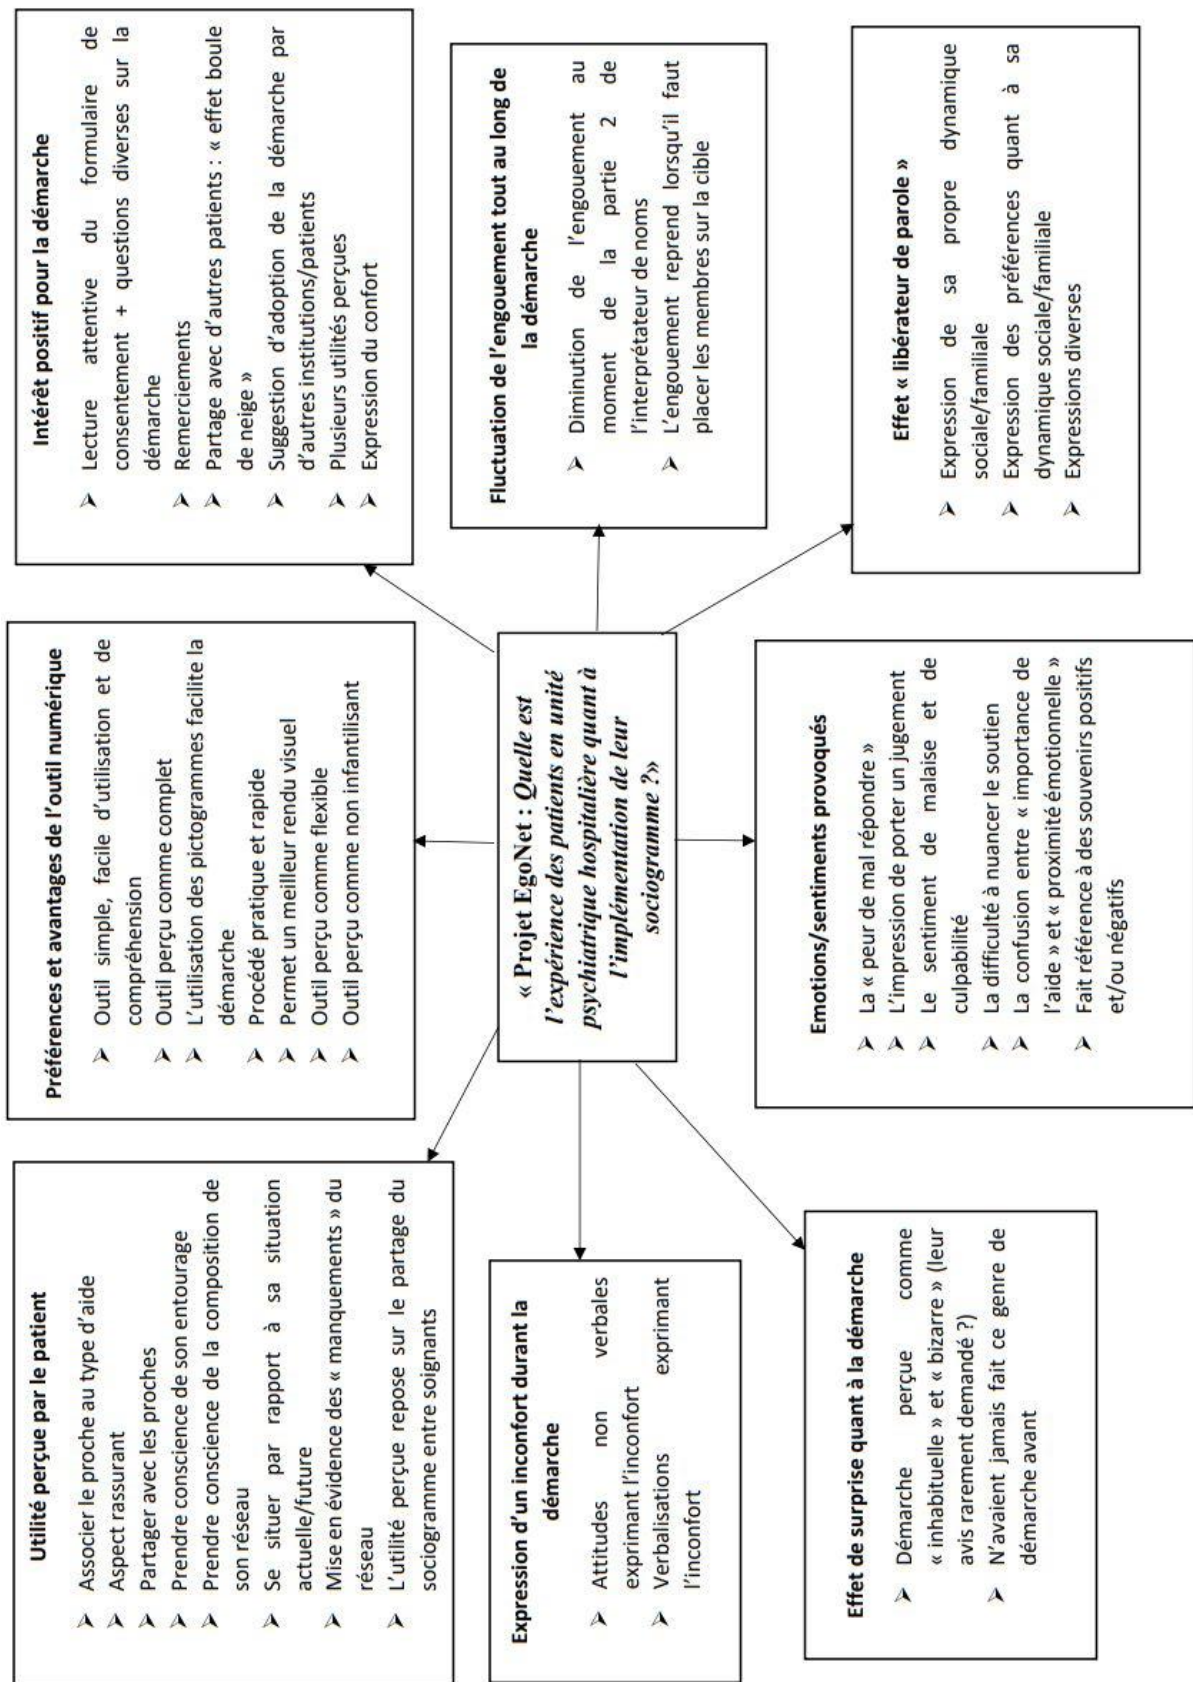 Utilité perçue par le patient
➢ Associer le proche au type d'aide
➢ Aspect rassurant
➢ Partager avec les proches
➢ Prendre conscience de son entourage
➢ Prendre conscience de la composition de
son réseau
➢ Se situer par rapport à sa situation
actuelle/future
➢ Mise en évidence des « manquements » du
réseau
➢ L'utilité perçue repose sur le partage du
sociogramme entre soignants
Préférences et avantages de l'outil numérique
➢ Outil simple, facile d'utilisation et de
compréhension
➢ Outil perçu comme complet
➢ L'utilisation des pictogrammes facilite la
démarche
➢ Procédé pratique et rapide
➢ Permet un meilleur rendu visuel
➢ Outil perçu comme flexible
➢ Outil perçu comme non infantilisant
Intérêt positif pour la démarche
➢ Lecture attentive du formulaire de
consentement + questions diverses sur la
démarche
➢ Remerciements
➢ Partage avec d'autres patients : « effet boule
de neige »
➢ Suggestion d'adoption de la démarche par
d'autres institutions/patients
➢ Plusieurs utilités perçues
➢ Expression du confort
Expression d'un inconfort durant la
démarche
➢ Attitudes non verbales
exprimant l'inconfort
➢ Verbalisations exprimant
l'inconfort
« Projet EgoNet : Quelle est
l'expérience des patients en unité
psychiatrique hospitalière quant à
l'implémentation de leur
sociogramme ?»
Fluctuation de l'engouement tout au long de
la démarche
➢ Diminution de l'engouement au
moment de la partie 2 de
l'interprétateur de noms
➢ L'engouement reprend lorsqu'il faut
placer les membres sur la cible
Effet de surprise quant à la démarche
➢ Démarche perçue comme
« inhabituelle » et « bizarre » (leur
avis rarement demandé ?)
➢ N'avaient jamais fait ce genre de
démarche avant
Emotions/sentiments provoqués
➢ La « peur de mal répondre »
➢ L'impression de porter un jugement
➢ Le sentiment de malaise et de
culpabilité
➢ La difficulté à nuancer le soutien
➢ La confusion entre « importance de
l'aide » et « proximité émotionnelle »
➢ Fait référence à des souvenirs positifs
et/ou négatifs
Effet « libérateur de parole »
➢ Expression de sa propre dynamique
sociale/familiale
➢ Expression des préférences quant à sa
dynamique sociale/familiale
➢ Expressions diverses